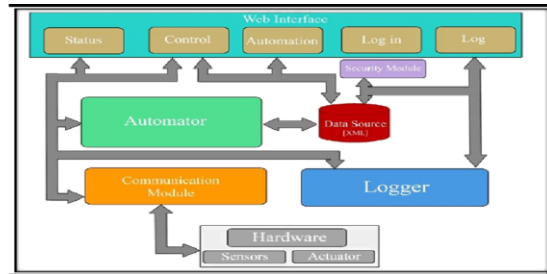 Web Interface
Status
Control
Automation
Log in
Log
Security Module
Automator
Data Source
[XML]
Communication
Module
Logger
Hardware
Sensors
Actuator